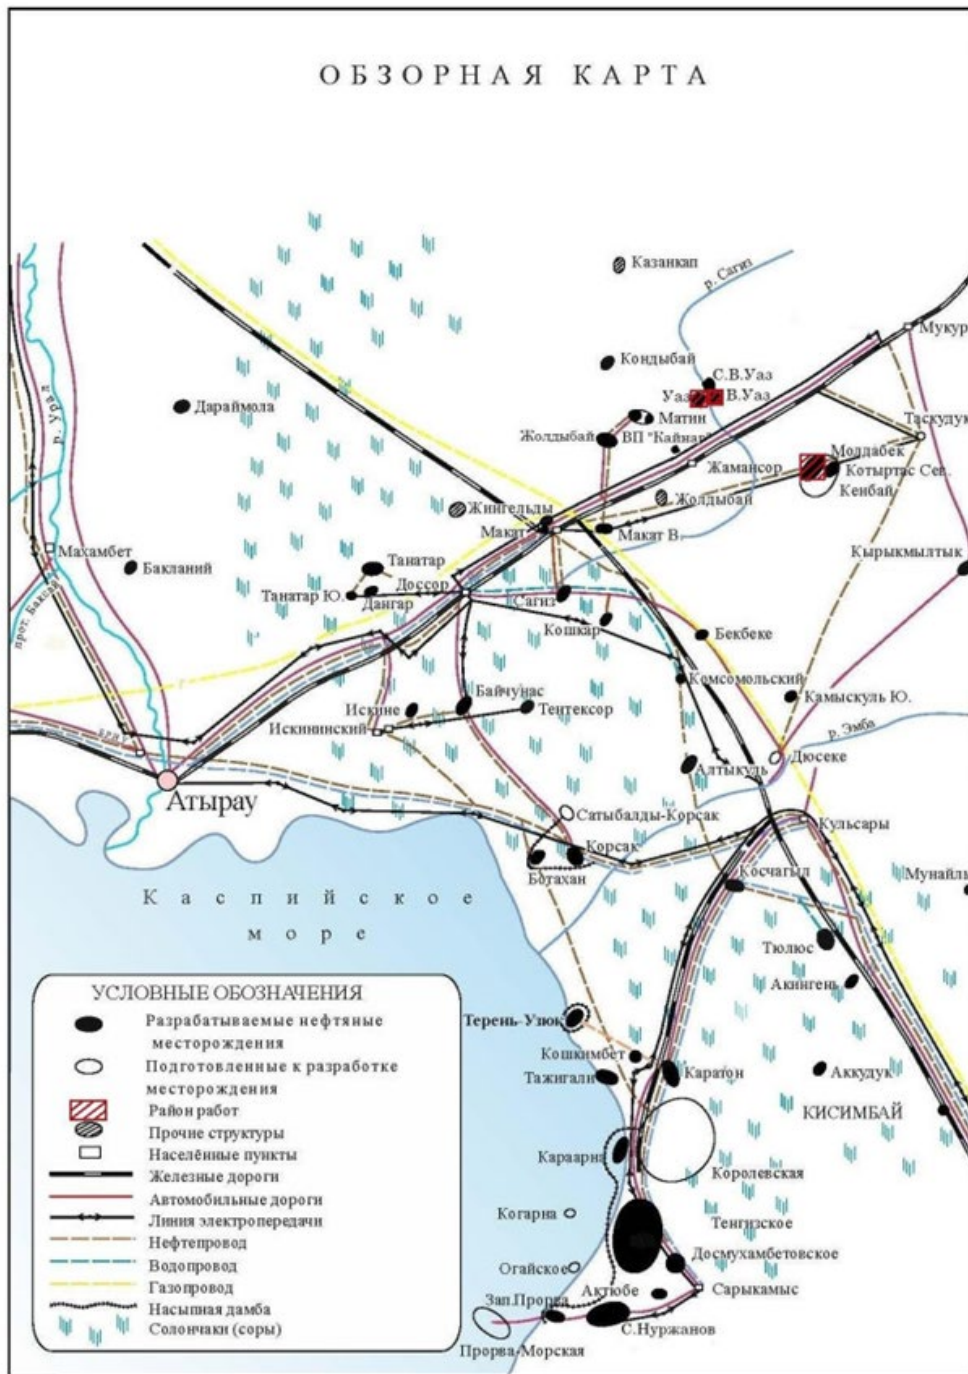 ОБЗОРНАЯ КАРТА
Казанкап
р. Сагиз
Мукур
Кондыбай
С.В.Уаз
Уаз
В.Уаз
р. Урал
Дараймола
Матин
Жолдыбай
ВП "Кайнар"
Таскудук
Молдабек
Жамансор
Котыртас Сев.
Жолдыбай
Кенбай
Жингельды
Макат
Макат В.
Махамбет
Бакланий
Танатар
Кырыкмылтык
Доссор
Танатар Ю.
Дангар
Сагиз
прот. Баксай
Кошкар
Бекбеке
Комсомольский
Байчунас
Камыскуль Ю.
Искине
Тентексор
Искининский
р. Эмба
Дюсеке
Алтыкуль
Атырау
Сатыбалды-Корсак
Кульсары
Корсак
Ботахан
Косчагыл
Мунайлы
Каспийское
море
Тюлюс
Акингень
УСЛОВНЫЕ ОБОЗНАЧЕНИЯ
Разрабатываемые нефтяные
месторождения
Подготовленные к разработке
месторождения
Район работ
Прочие структуры
Населённые пункты
Железные дороги
Автомобильные дороги
Линия электропередачи
Нефтепровод
Водопровод
Газопровод
Насыпная дамба
Солончаки (соры)
Терень-Узюк
Кошкимбет
Тажигали
Каратон
Аккудук
КИСИМБАЙ
Караарна
Королевская
Когарна
Тенгизское
Досмухамбетовское
Огайское
Актюбе
Сарыкамыс
Зап.Прорва
С.Нуржанов
Прорва-Морская